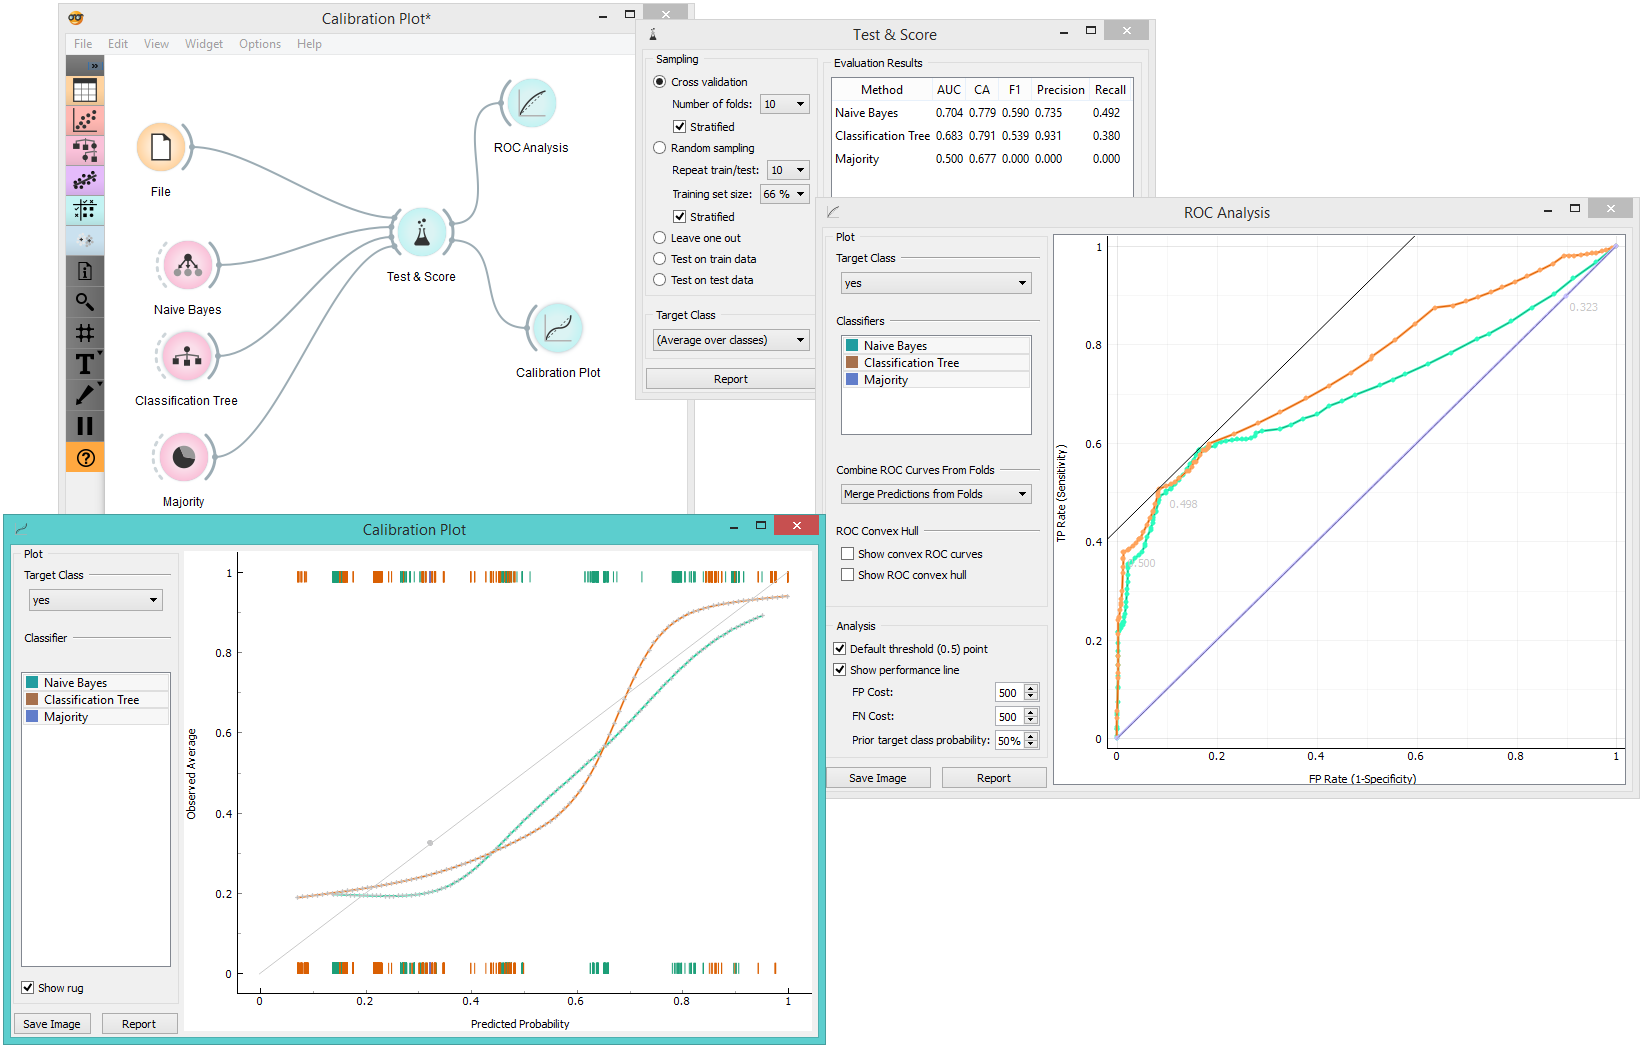 Calibration Plot*
File Edit View Widget Options Help
File
Naive Bayes
Classification Tree
Majority
Test & Score
ROC Analysis
Calibration Plot
Test & Score
Sampling
Cross validation
Number of folds: 10
Stratified
Random sampling
Repeat train/test: 10
Training set size: 66 %
Stratified
Leave one out
Test on train data
Test on test data
Target Class
(Average over classes)
Report
Evaluation Results
Method AUC CA F1 Precision Recall
Naive Bayes 0.704 0.779 0.590 0.735 0.492
Classification Tree 0.683 0.791 0.539 0.931 0.380
Majority 0.500 0.677 0.000 0.000 0.000
ROC Analysis
Plot
Target Class
yes
Classifiers
Naive Bayes
Classification Tree
Majority
Combine ROC Curves From Folds
Merge Predictions from Folds
ROC Convex Hull
Show convex ROC curves
Show ROC convex hull
Analysis
Default threshold (0.5) point
Show performance line
FP Cost: 500
FN Cost: 500
Prior target class probability: 50%
Save Image Report
TP Rate (Sensitivity)
1
0.8
0.6
0.4
0.2
0
0.323
0.498
0.500
0 0.2 0.4 0.6 0.8 1
FP Rate (1-Specificity)
Calibration Plot
Plot
Target Class
yes
Classifier
Naive Bayes
Classification Tree
Majority
Show rug
Save Image Report
Observed Average
1
0.8
0.6
0.4
0.2
0
0 0.2 0.4 0.6 0.8 1
Predicted Probability